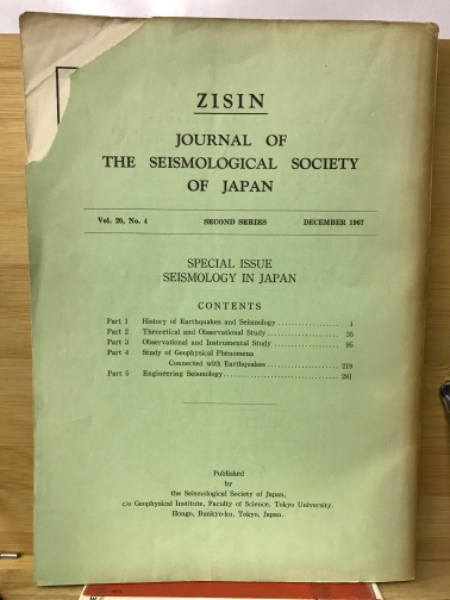 ZISIN
JOURNAL OF
THE SEISMOLOGICAL SOCIETY
OF JAPAN
Vol. 20, No. 4 SECOND SERIES DECEMBER 1967
SPECIAL ISSUE
SEISMOLOGY IN JAPAN
CONTENTS
Part 1 History of Earthquakes and Seismology .................. 1
Part 2 Theoretical and Observational Study ..................... 35
Part 3 Observational and Instrumental Study ................... 95
Part 4 Study of Geophysical Phenomena
Connected with Earthquakes ..................... 219
Part 5 Engineering Seismology ................................... 281
Published
by
the Seismological Society of Japan,
c/o Geophysical Institute, Faculty of Science, Tokyo University.
Hongo, Bunkyo-ku, Tokyo, Japan.